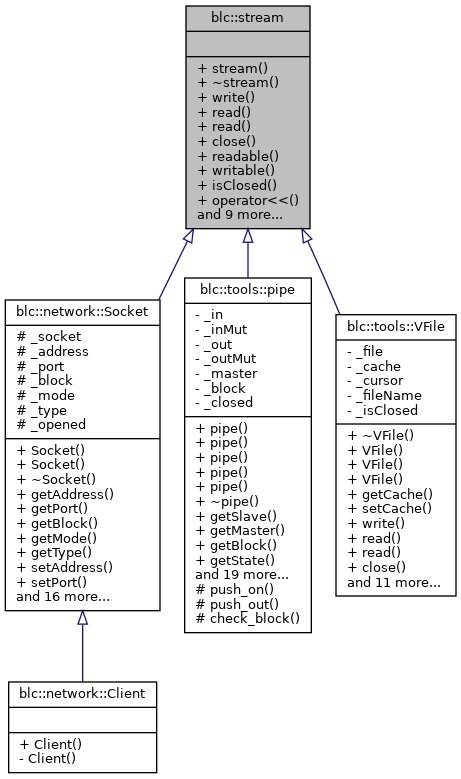 blc::stream
+ stream()
+ ~stream()
+ write()
+ read()
+ read()
+ close()
+ readable()
+ writable()
+ isClosed()
+ operator<<()
and 9 more...
blc::network::Socket
# _socket
# _address
# _port
# _block
# _mode
# _type
# _opened
+ Socket()
+ Socket()
+ ~Socket()
+ getAddress()
+ getPort()
+ getBlock()
+ getMode()
+ getType()
+ setAddress()
+ setPort()
and 16 more...
blc::tools::pipe
- _in
- _inMut
- _out
- _outMut
- _master
- _block
- _closed
+ pipe()
+ pipe()
+ pipe()
+ pipe()
+ pipe()
+ ~pipe()
+ getSlave()
+ getMaster()
+ getBlock()
+ getState()
and 19 more...
# push_on()
# push_out()
# check_block()
blc::tools::VFile
- _file
- _cache
- _cursor
- _fileName
- _isClosed
+ ~VFile()
+ VFile()
+ VFile()
+ VFile()
+ getCache()
+ setCache()
+ write()
+ read()
+ read()
+ close()
and 11 more...
blc::network::Client
+ Client()
- Client()